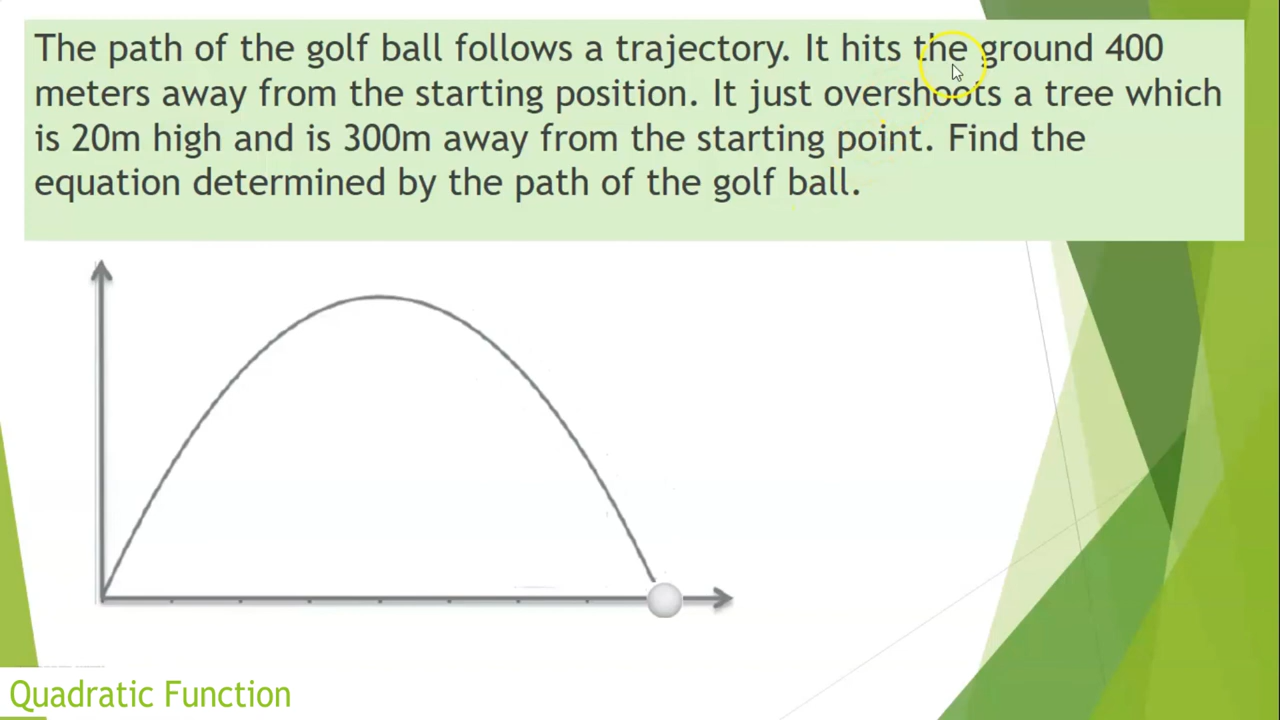 The path of the golf ball follows a trajectory. It hits the ground 400
meters away from the starting position. It just overshoots a tree which
is 20m high and is 300m away from the starting point. Find the
equation determined by the path of the golf ball.
Quadratic Function